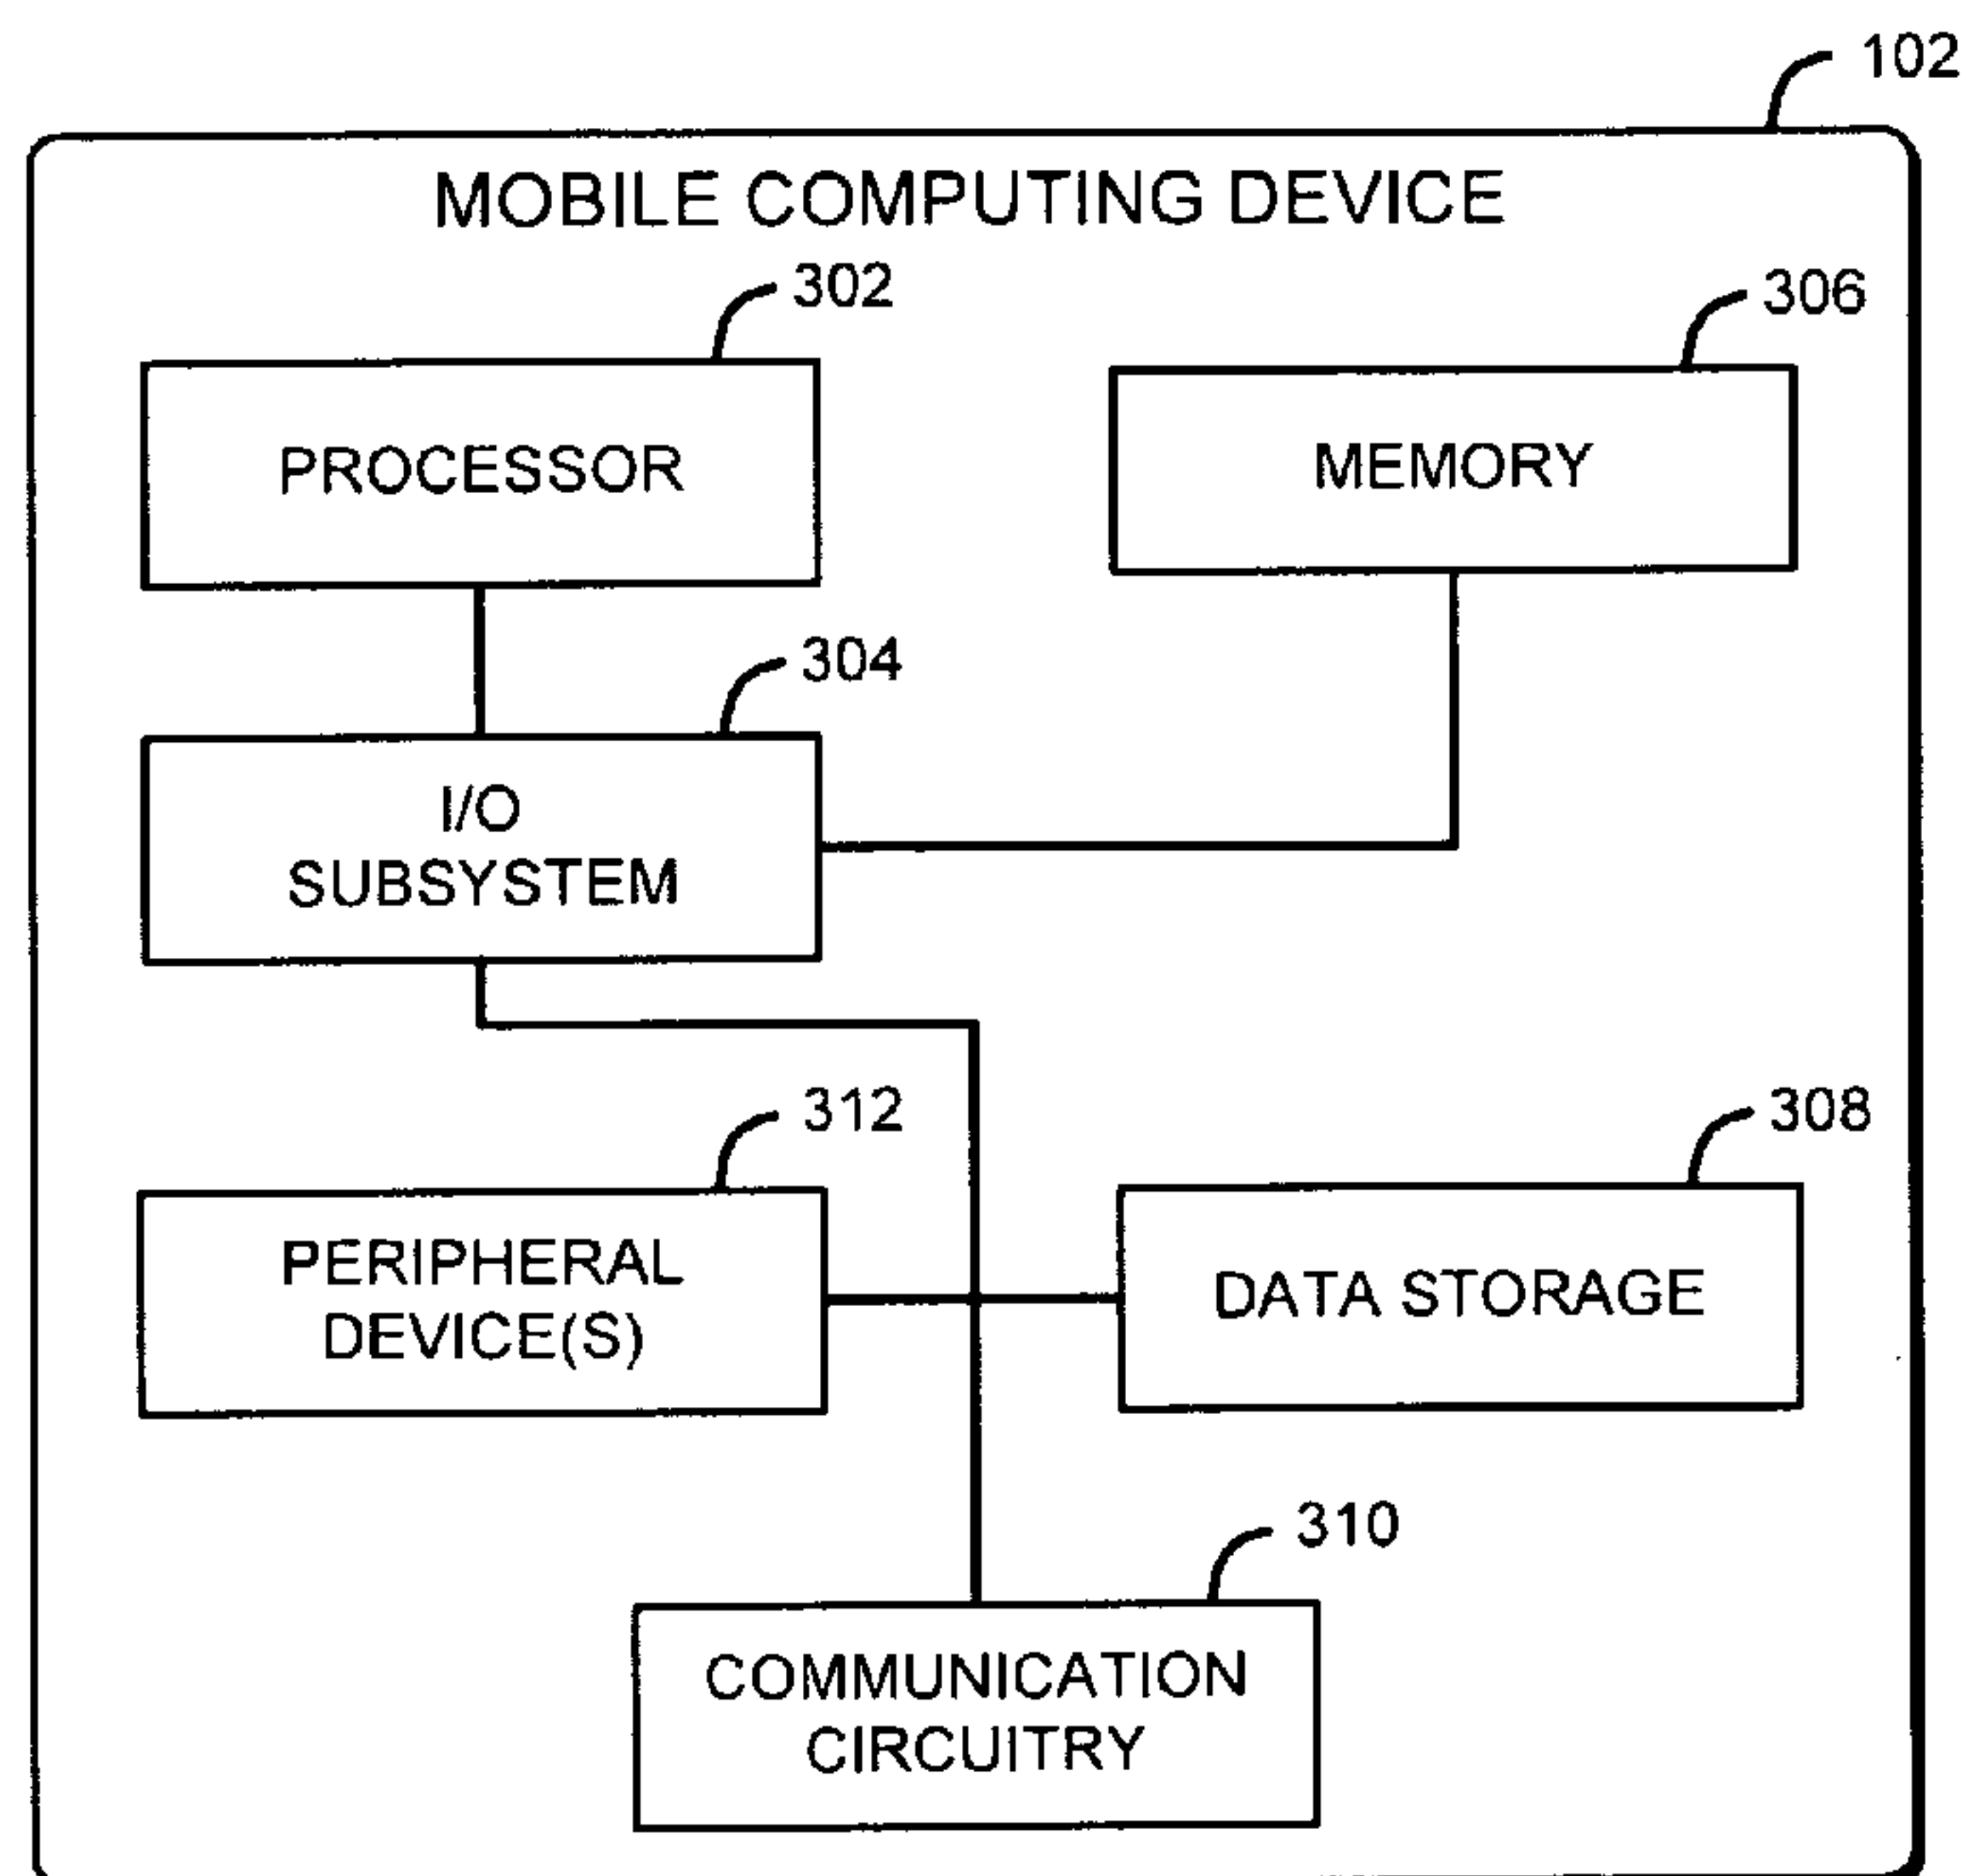 102
MOBILE COMPUTING DEVICE
302
306
PROCESSOR
MEMORY
304
I/O
SUBSYSTEM
312
308
PERIPHERAL
DEVICE(S)
DATA STORAGE
310
COMMUNICATION
CIRCUITRY